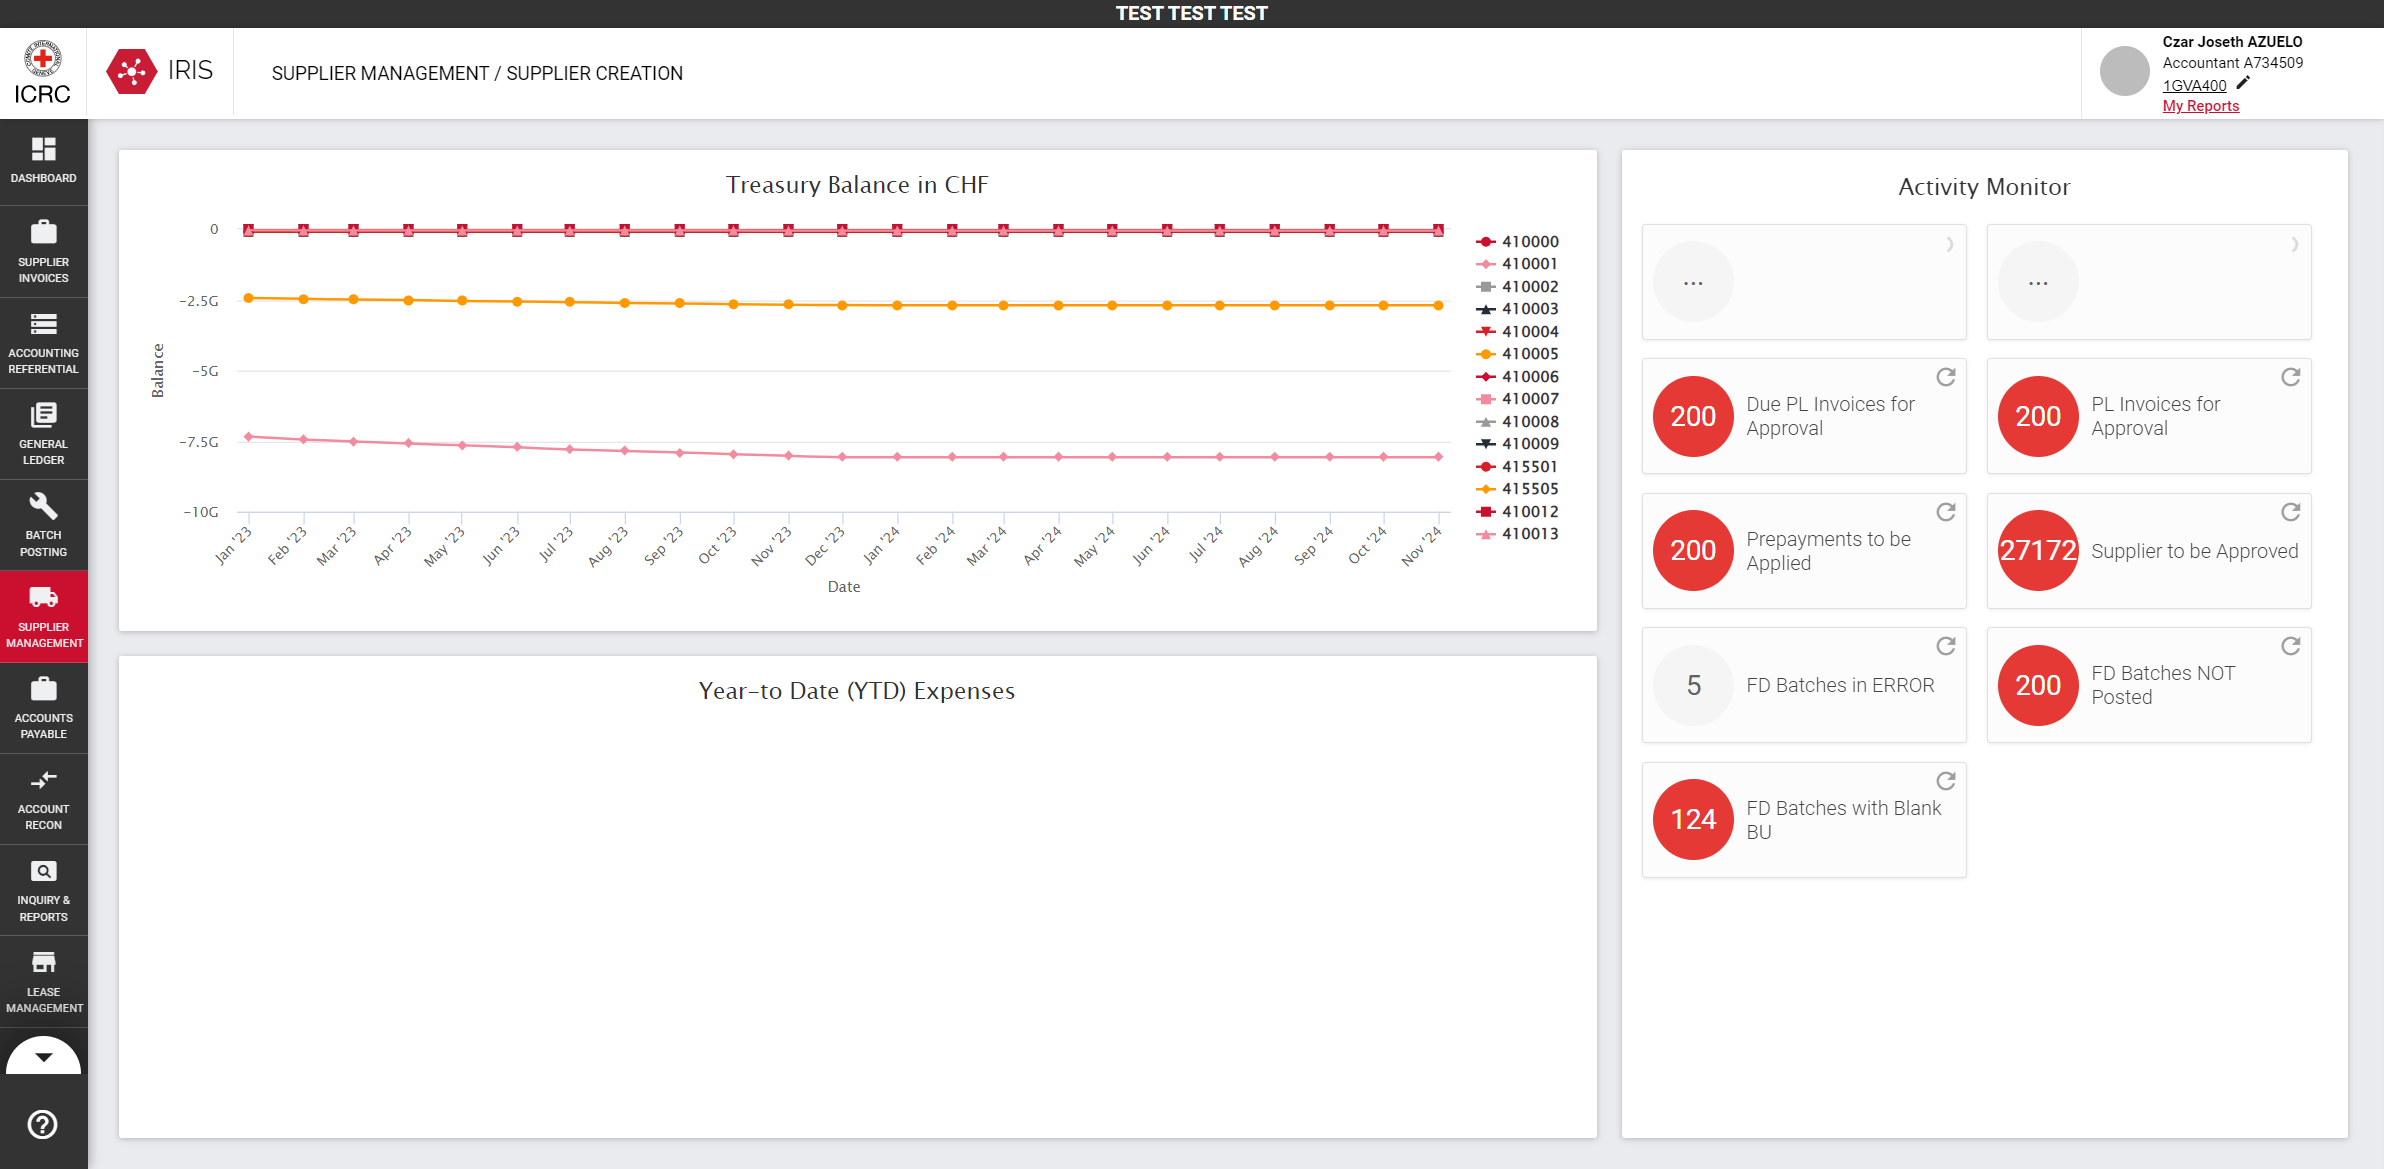 TEST TEST TEST
ICRC
IRIS
SUPPLIER MANAGEMENT / SUPPLIER CREATION
Czar Joseth AZUELO
Accountant A734509
1GVA400
My Reports
DASHBOARD
SUPPLIER
INVOICES
ACCOUNTING
REFERENTIAL
GENERAL
LEDGER
BATCH
POSTING
SUPPLIER
MANAGEMENT
ACCOUNTS
PAYABLE
ACCOUNT
RECON
INQUIRY &
REPORTS
LEASE
MANAGEMENT
Treasury Balance in CHF
0
−2.5G
−5G
−7.5G
−10G
Balance
Jan '23
Feb '23
Mar '23
Apr '23
May '23
Jun '23
Jul '23
Aug '23
Sep '23
Oct '23
Nov '23
Dec '23
Jan '24
Feb '24
Mar '24
Apr '24
May '24
Jun '24
Jul '24
Aug '24
Sep '24
Oct '24
Nov '24
Date
410000
410001
410002
410003
410004
410005
410006
410007
410008
410009
415501
415505
410012
410013
Year-to Date (YTD) Expenses
Activity Monitor
...
...
200
Due PL Invoices for
Approval
200
PL Invoices for
Approval
200
Prepayments to be
Applied
27172
Supplier to be Approved
5
FD Batches in ERROR
200
FD Batches NOT
Posted
124
FD Batches with Blank
BU